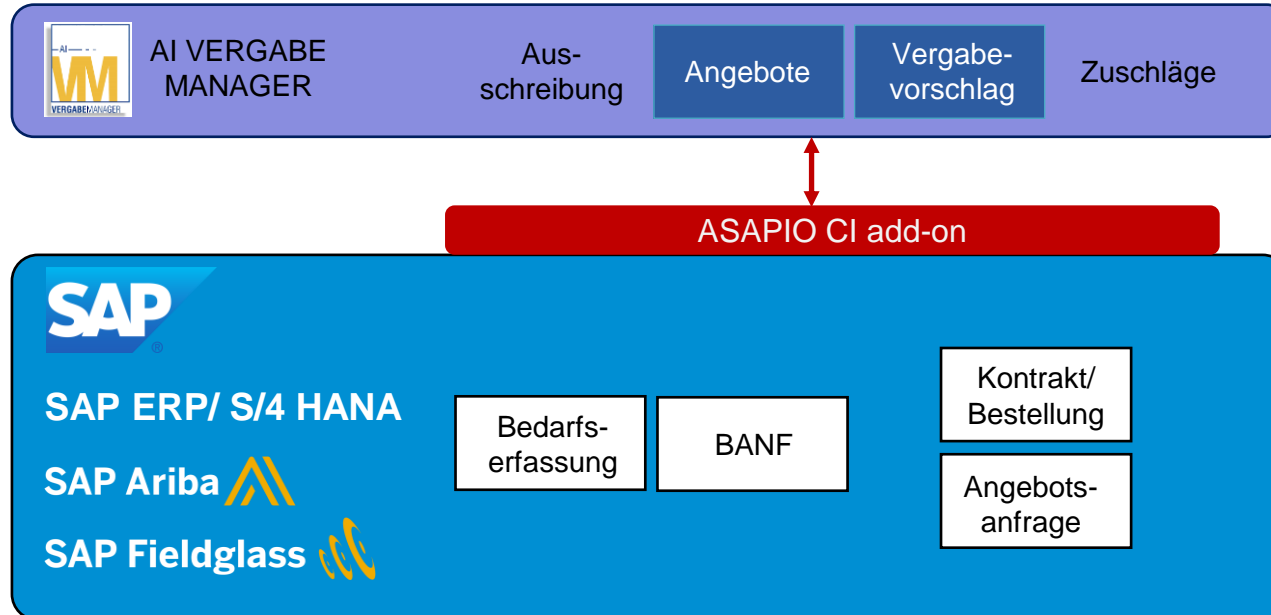 AI
VM
VERGABEMANAGER
AI VERGABE
MANAGER
Aus-
schreibung
Angebote
Vergabe-
vorschlag
Zuschläge
ASAPIO CI add-on
SAP
®
SAP ERP/ S/4 HANA
SAP Ariba
SAP Fieldglass
Bedarfs-
erfassung
BANF
Kontrakt/
Bestellung
Angebots-
anfrage